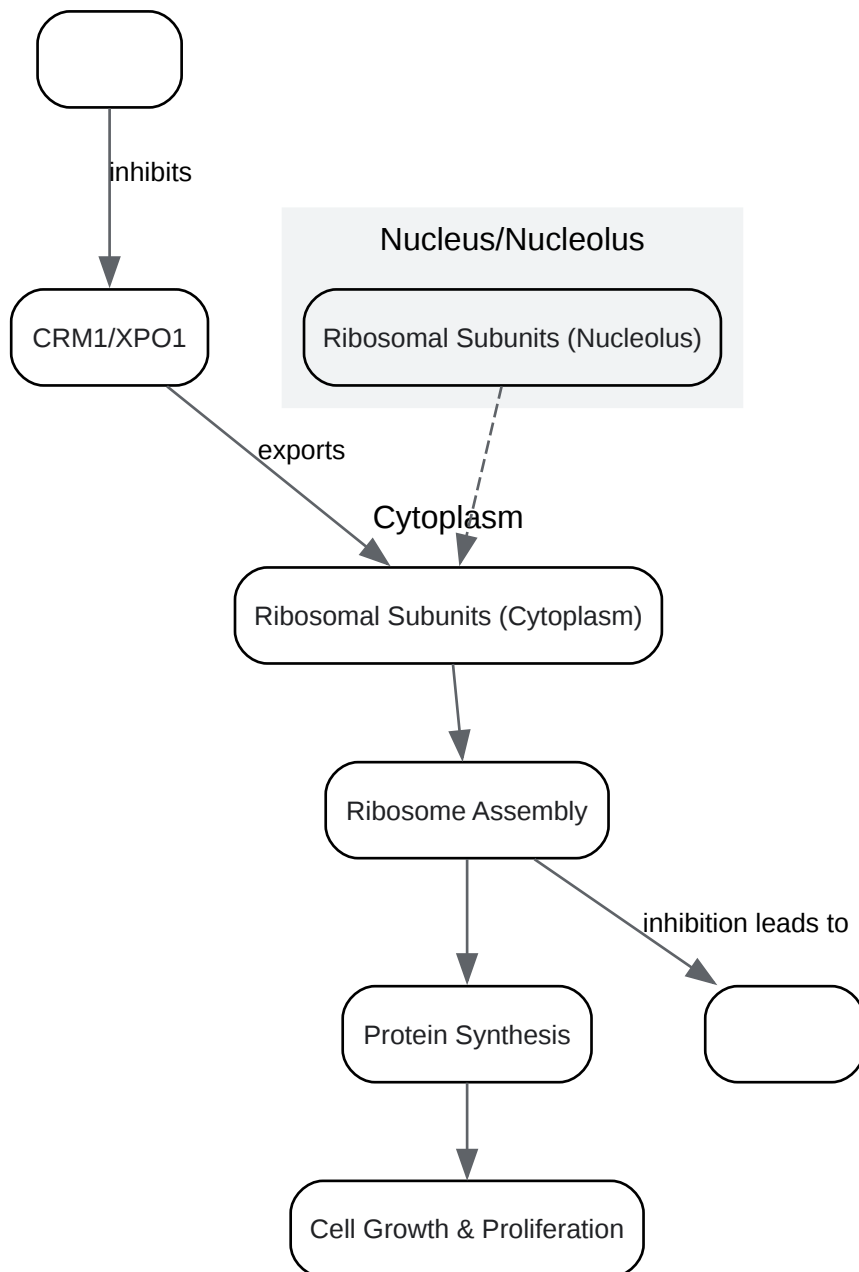 inhibits
Nucleus/Nucleolus
CRM1/XPO1
Ribosomal Subunits (Nucleolus)
exports
Cytoplasm
Ribosomal Subunits (Cytoplasm)
Ribosome Assembly
inhibition leads to
Protein Synthesis
Cell Growth & Proliferation